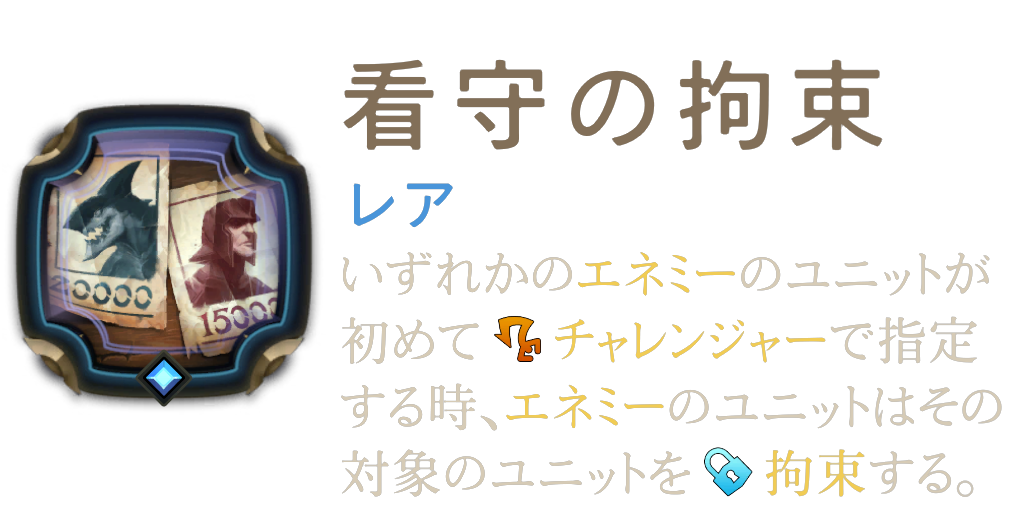 看守の拘束
レア
いずれかのエネミーのユニットが
初めてチャレンジャーで指定
する時、エネミーのユニットはその
対象のユニットを拘束する。
20000
15000